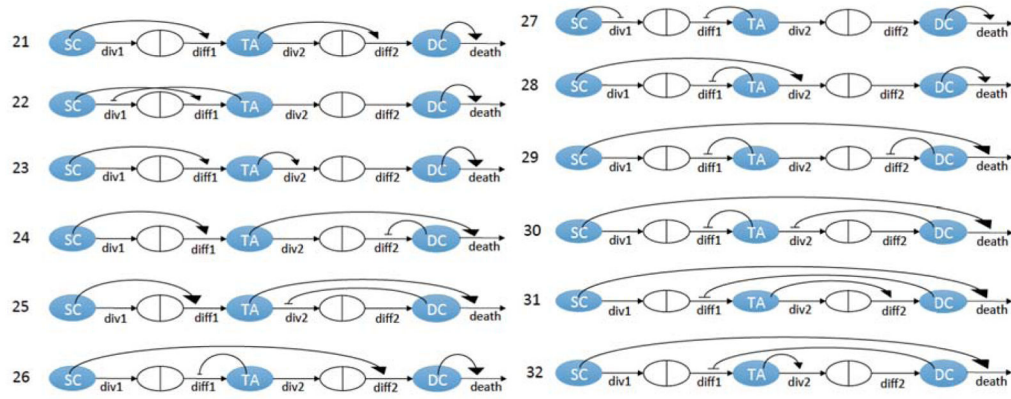 21 SC div1 diff1 TA div2 diff2 DC death
22 SC div1 diff1 TA div2 diff2 DC death
23 SC div1 diff1 TA div2 diff2 DC death
24 SC div1 diff1 TA div2 diff2 DC death
25 SC div1 diff1 TA div2 diff2 DC death
26 SC div1 diff1 TA div2 diff2 DC death
27 SC div1 diff1 TA div2 diff2 DC death
28 SC div1 diff1 TA div2 diff2 DC death
29 SC div1 diff1 TA div2 diff2 DC death
30 SC div1 diff1 TA div2 diff2 DC death
31 SC div1 diff1 TA div2 diff2 DC death
32 SC div1 diff1 TA div2 diff2 DC death